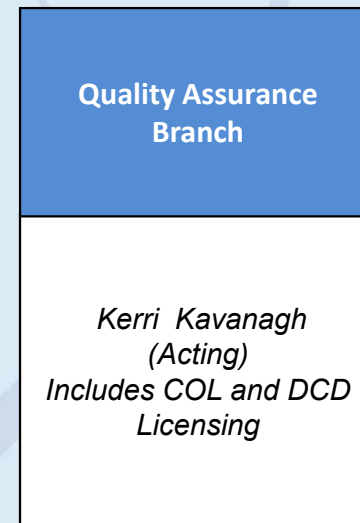 Quality Assurance
Branch
Kerri Kavanagh
(Acting)
Includes COL and DCD
Licensing